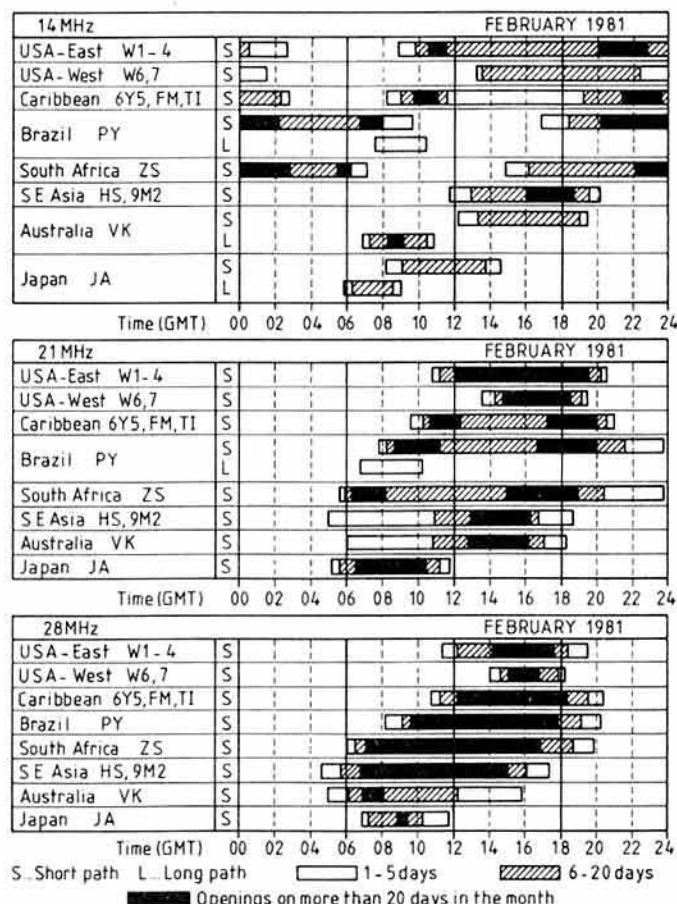 14MHz FEBRUARY 1981
USA-East W1-4 S
USA-West W6,7 S
Caribbean 6Y5, FM,TI S
Brazil PY S
L
South Africa ZS S
SE Asia HS, 9M2 S
Australia VK S
L
Japan JA S
L
Time (GMT) 00 02 04 06 08 10 12 14 16 18 20 22 24
21MHz FEBRUARY 1981
USA-East W1-4 S
USA-West W6,7 S
Caribbean 6Y5, FM,TI S
Brazil PY S
L
South Africa ZS S
SE Asia HS, 9M2 S
Australia VK S
Japan JA S
Time (GMT) 00 02 04 06 08 10 12 14 16 18 20 22 24
28MHz FEBRUARY 1981
USA-East W1-4 S
USA-West W6,7 S
Caribbean 6Y5,FM,TI S
Brazil PY S
South Africa ZS S
SE Asia HS, 9M2 S
Australia VK S
Japan JA S
Time (GMT) 00 02 04 06 08 10 12 14 16 18 20 22 24
S... Short path L... Long path 1-5days 6-20 days
Openings on more than 20 days in the month